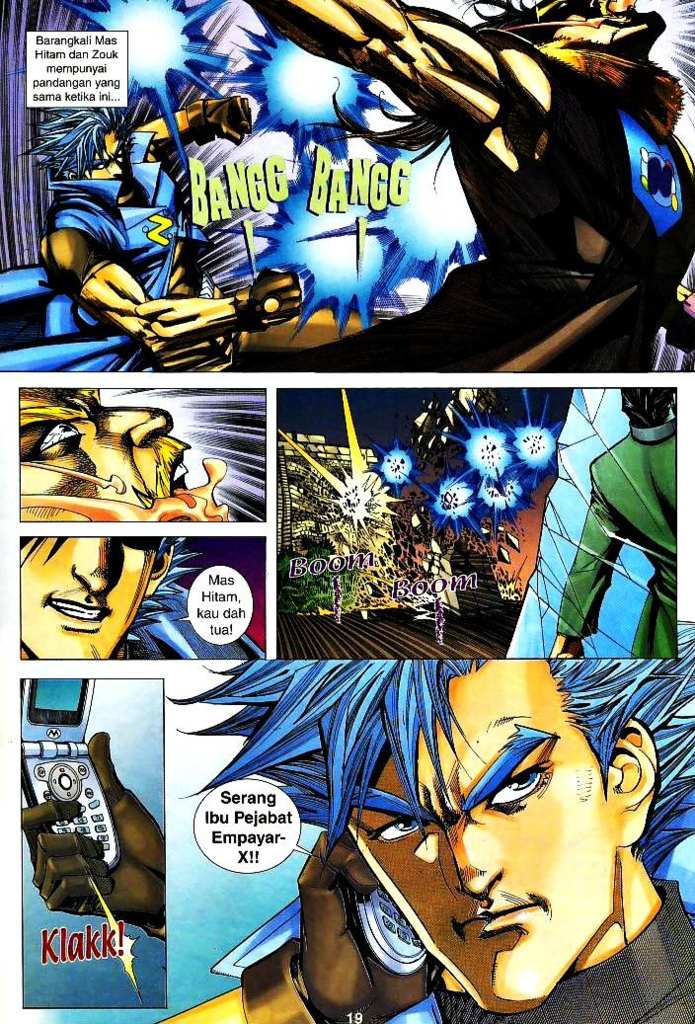 Barangkali Mas
Hitam dan Zouk
mempunyai
pandangan yang
sama ketika ini...
Z
BANGG BANGG
Boom
Boom
Mas
Hitam,
kau dah
tua!
Klakk!
Serang
Ibu Pejabat
Empayar-
X!!
19